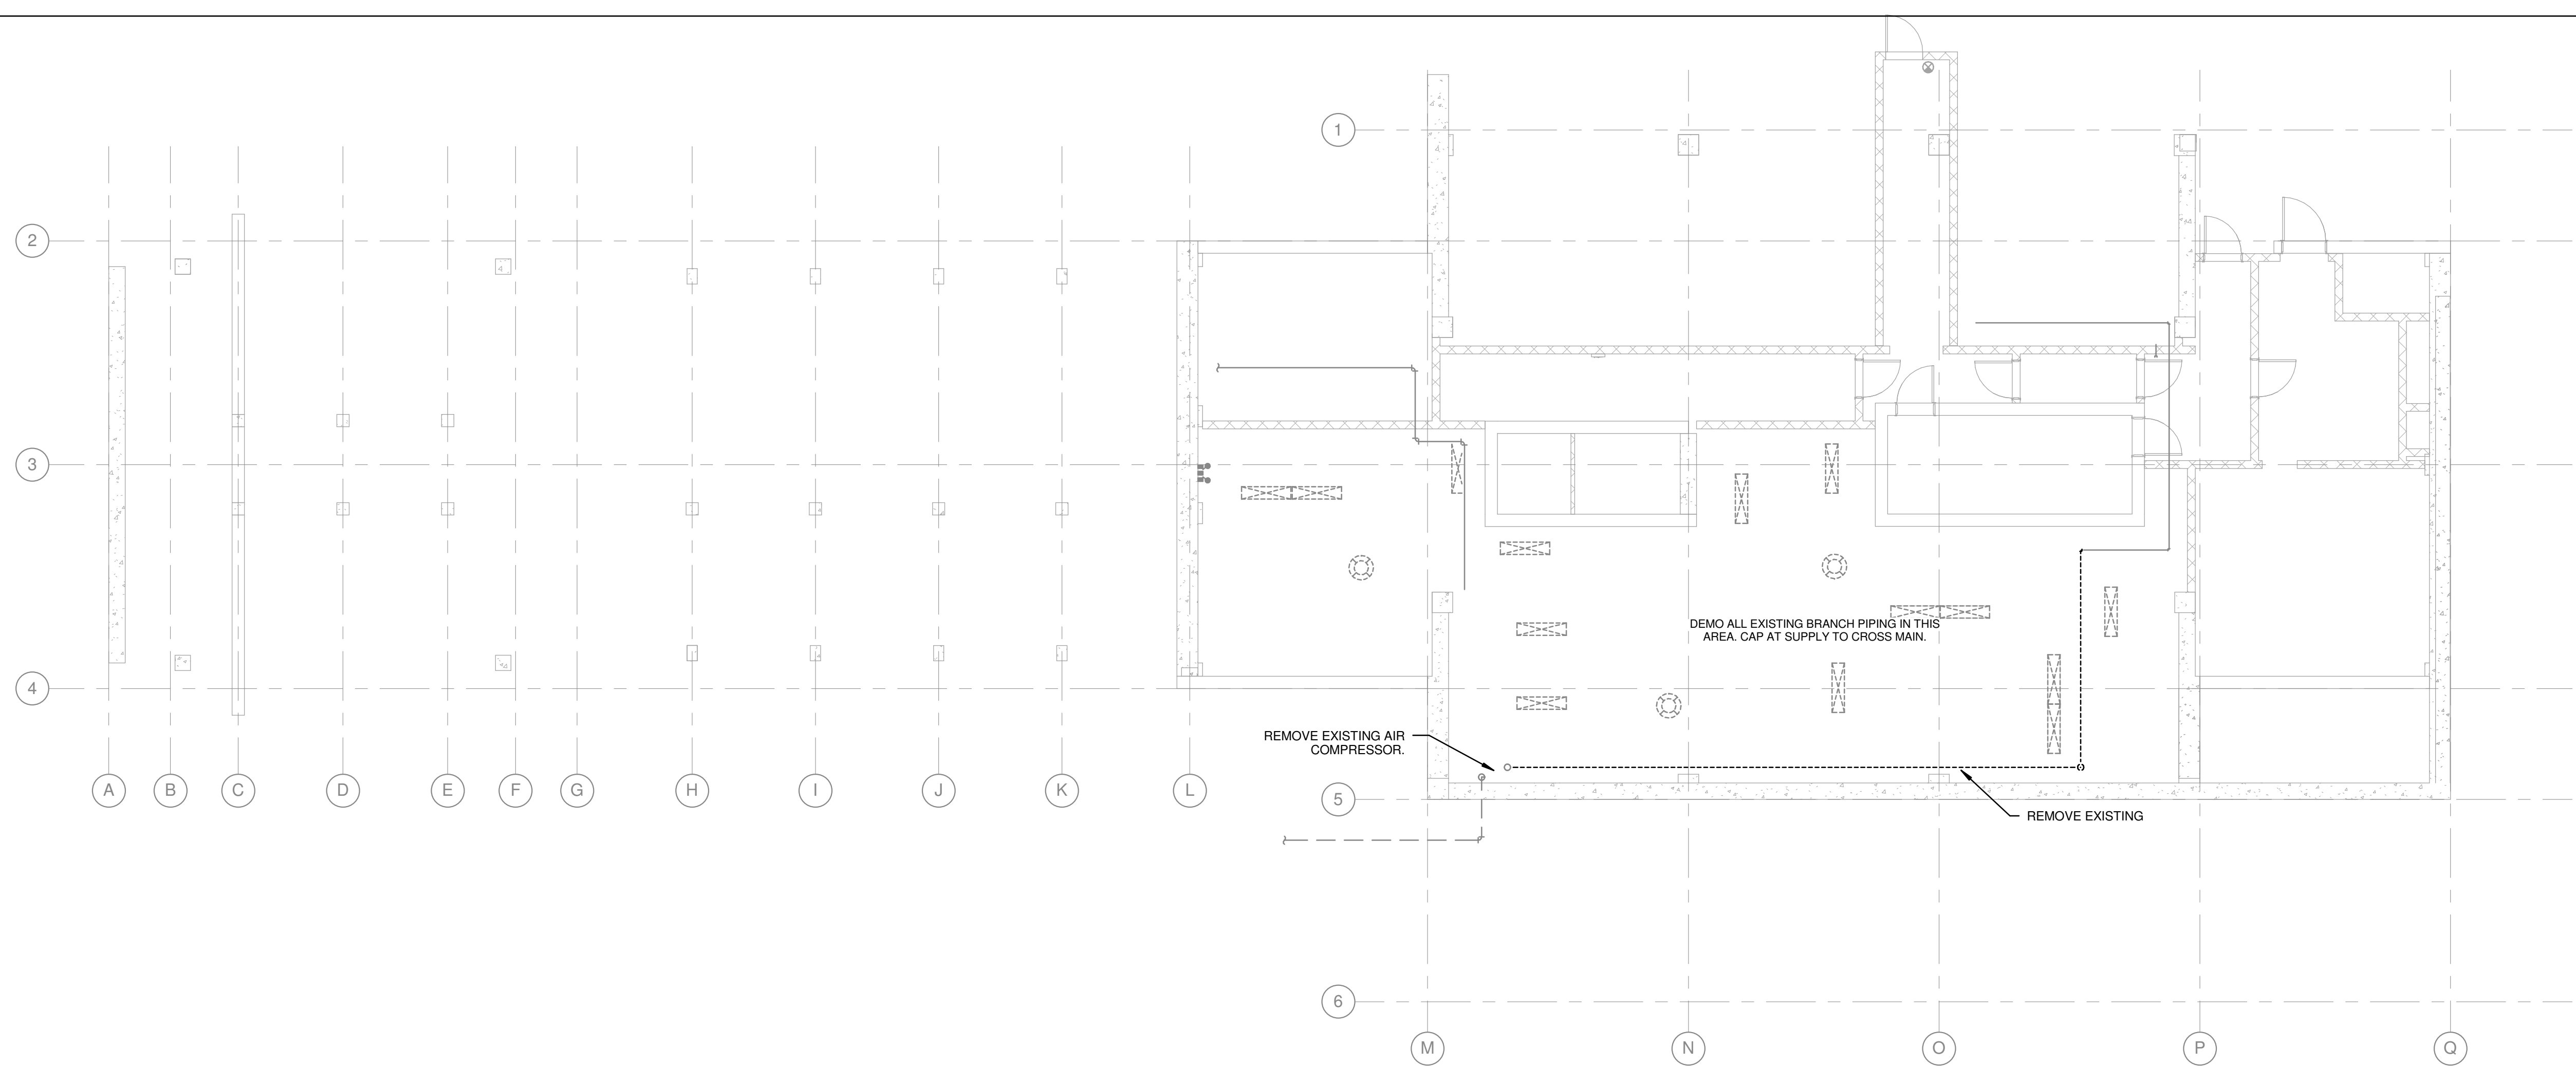 1
2
3
DEMO ALL EXISTING BRANCH PIPING IN THIS
AREA. CAP AT SUPPLY TO CROSS MAIN.
4
REMOVE EXISTING AIR
COMPRESSOR.
A B C D E F G H I J K L
5
REMOVE EXISTING
6
M N O P Q